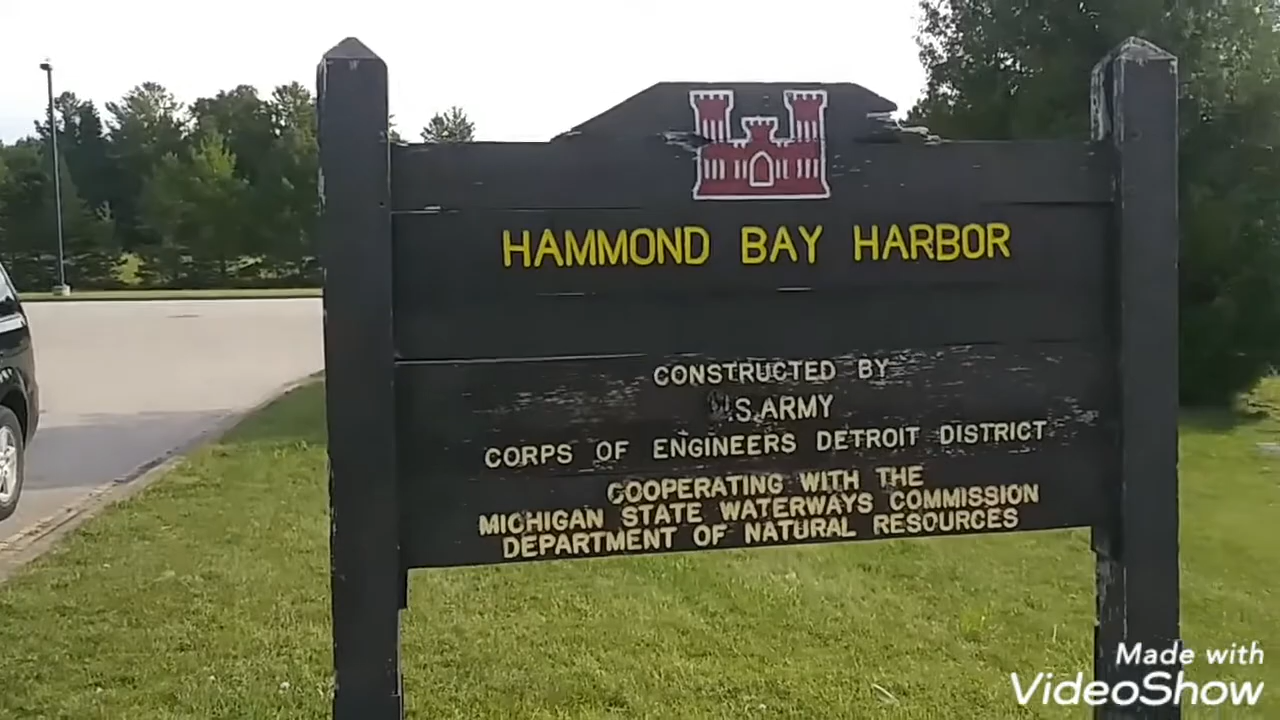 HAMMOND BAY HARBOR
CONSTRUCTED BY
U.S.ARMY
CORPS OF ENGINEERS DETROIT DISTRICT
COOPERATING WITH THE
MICHIGAN STATE WATERWAYS COMMISSION
DEPARTMENT OF NATURAL RESOURCES
Made with
VideoShow